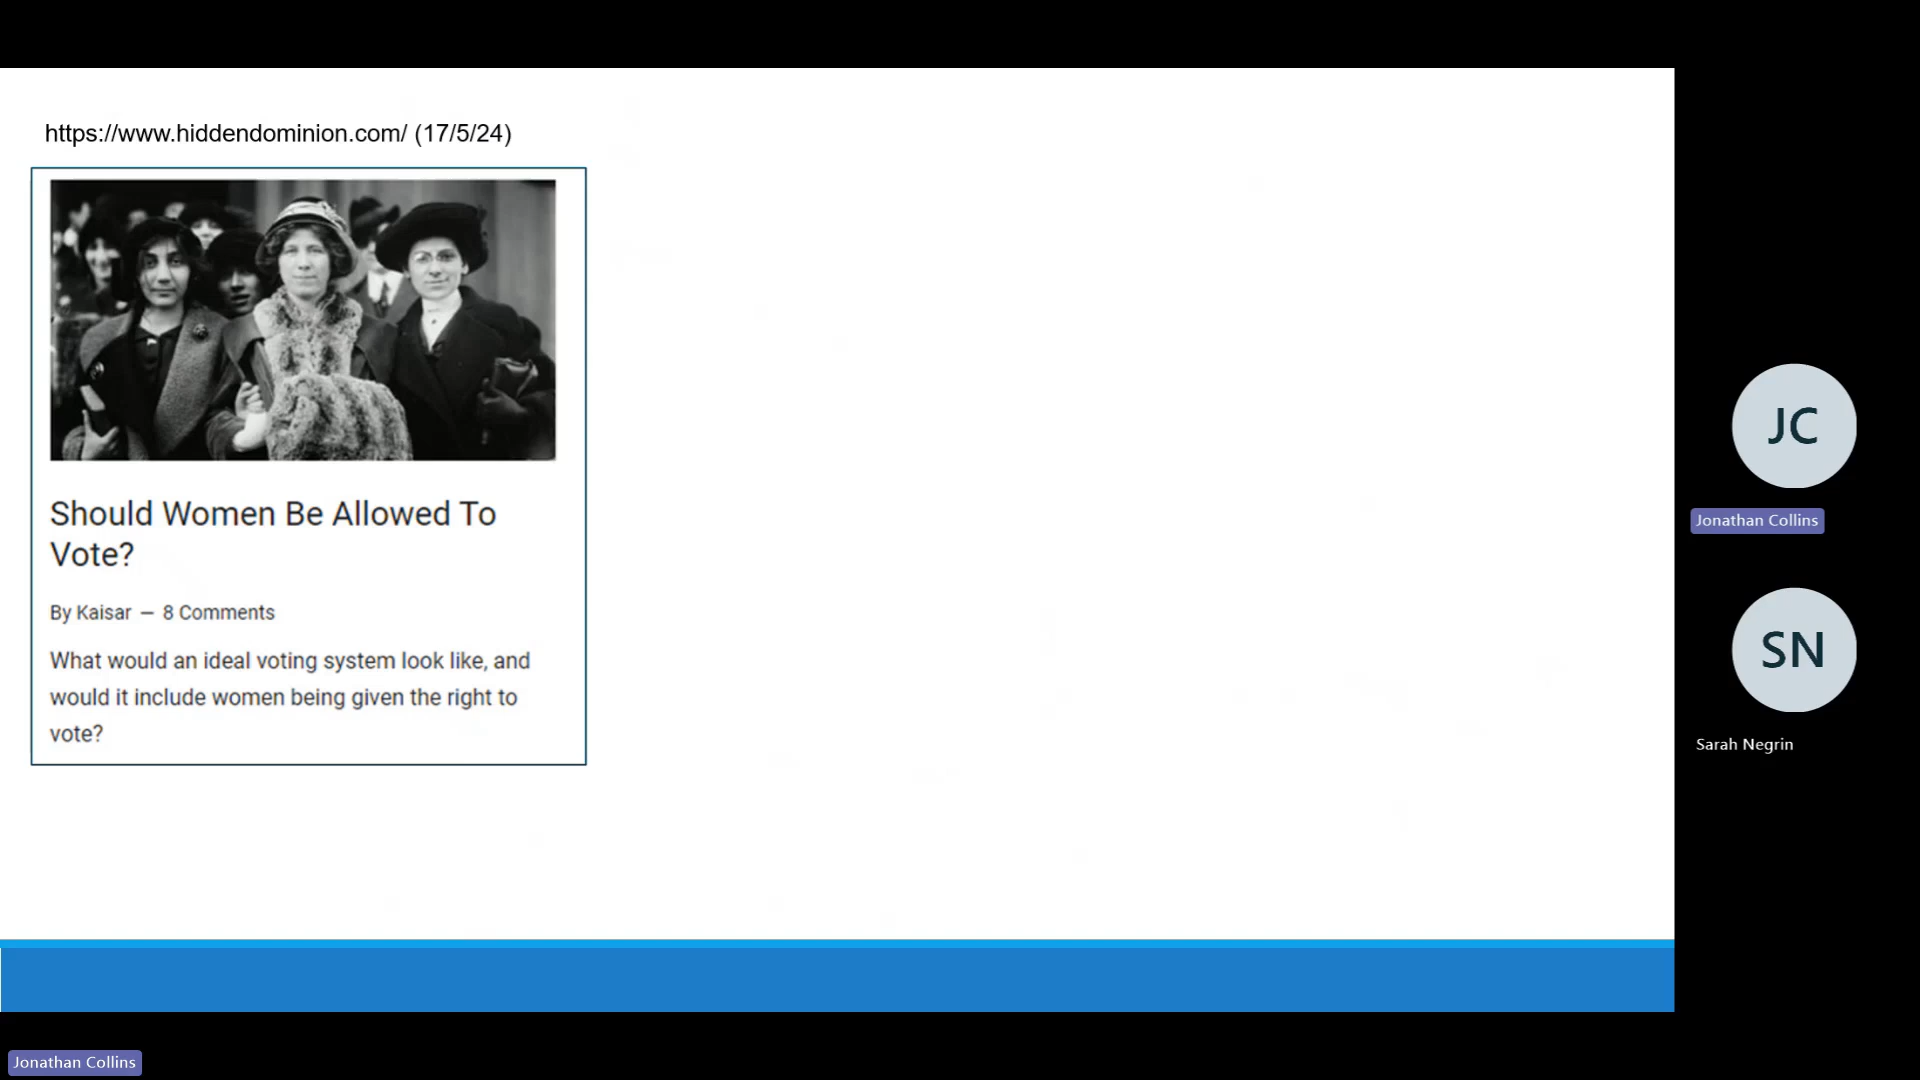 https://www.hiddendominion.com/ (17/5/24)
Should Women Be Allowed To
Vote?
By Kaisar — 8 Comments
What would an ideal voting system look like, and
would it include women being given the right to
vote?
JC
Jonathan Collins
SN
Sarah Negrin
Jonathan Collins